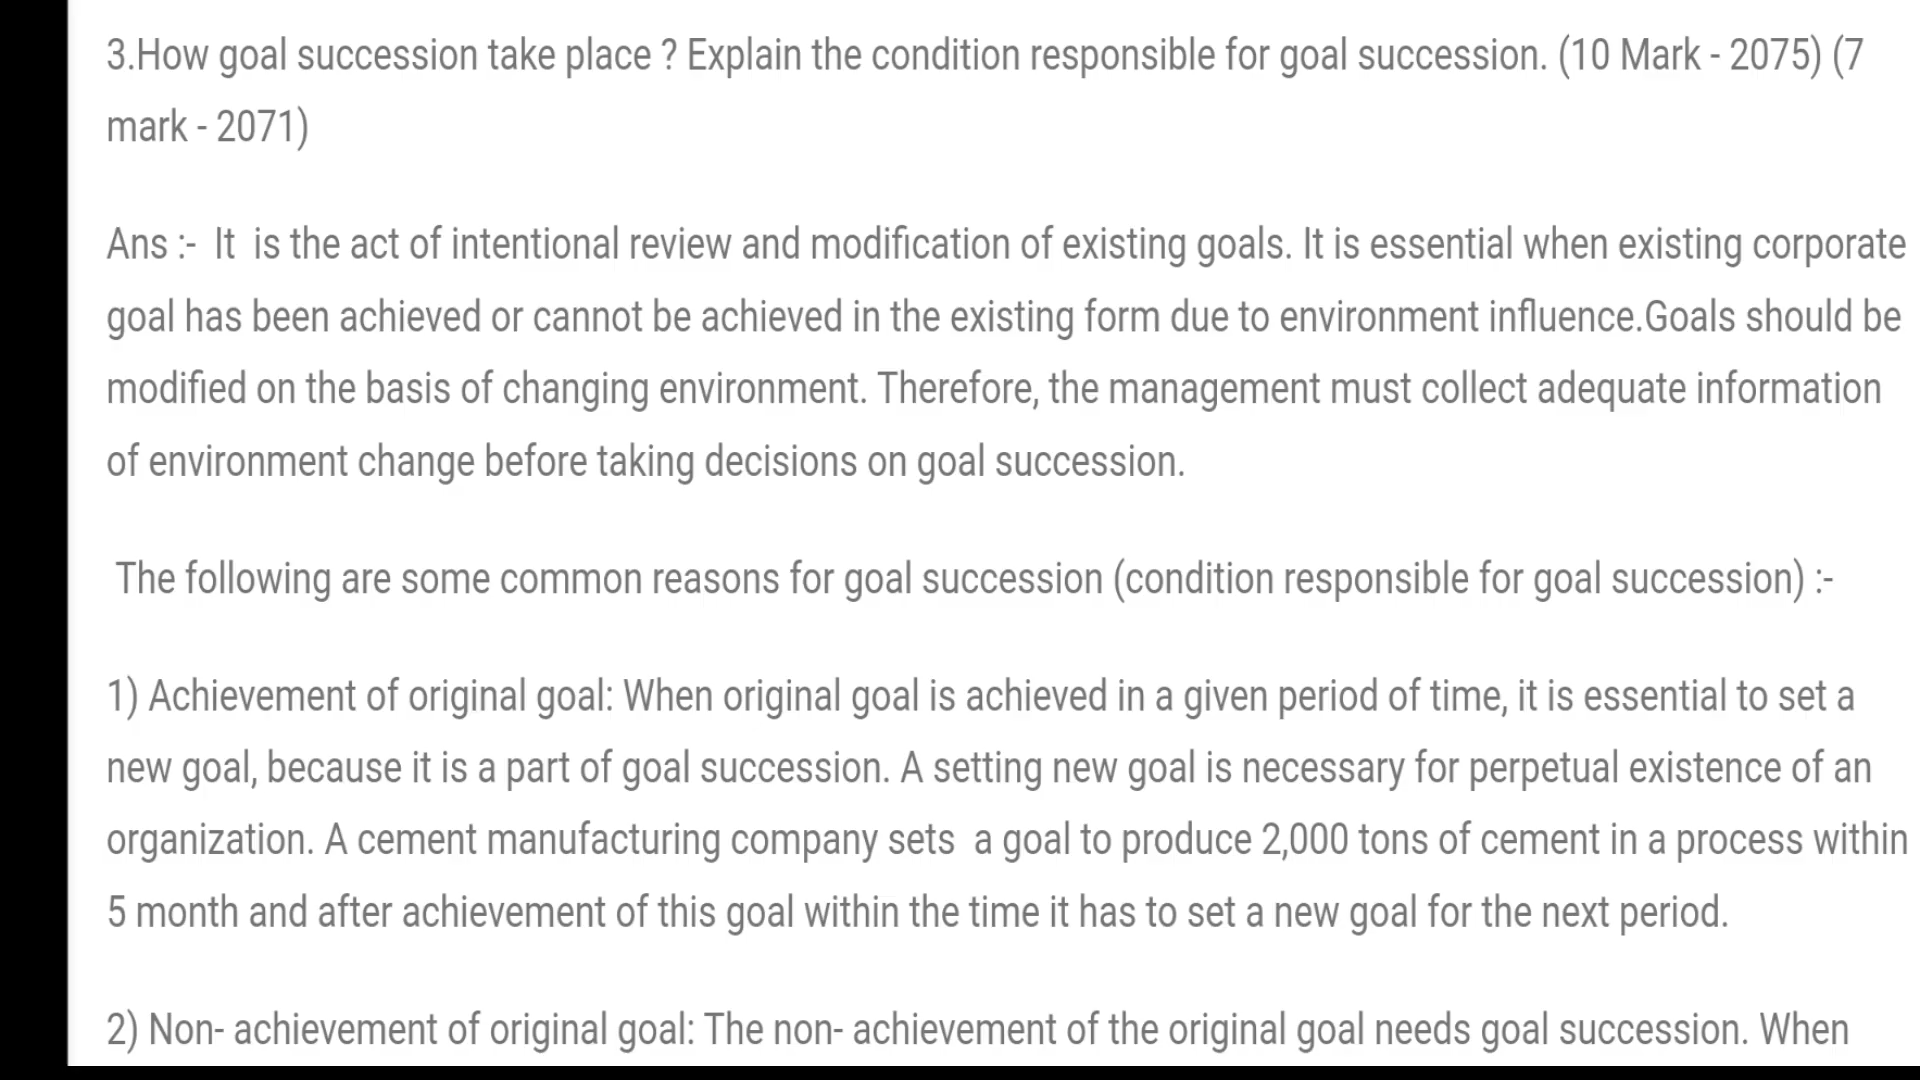 3.How goal succession take place ? Explain the condition responsible for goal succession. (10 Mark - 2075) (7
mark - 2071)
Ans :- It is the act of intentional review and modification of existing goals. It is essential when existing corporate
goal has been achieved or cannot be achieved in the existing form due to environment influence.Goals should be
modified on the basis of changing environment. Therefore, the management must collect adequate information
of environment change before taking decisions on goal succession.
The following are some common reasons for goal succession (condition responsible for goal succession) :-
1) Achievement of original goal: When original goal is achieved in a given period of time, it is essential to set a
new goal, because it is a part of goal succession. A setting new goal is necessary for perpetual existence of an
organization. A cement manufacturing company sets a goal to produce 2,000 tons of cement in a process within
5 month and after achievement of this goal within the time it has to set a new goal for the next period.
2) Non- achievement of original goal: The non- achievement of the original goal needs goal succession. When